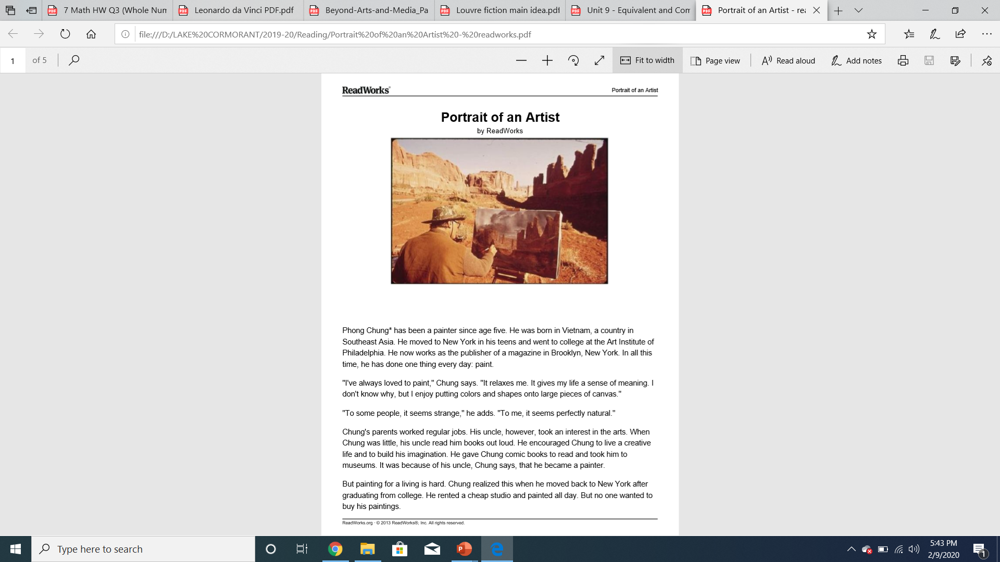 7 Math HW Q3 (Whole Num
Leonardo da Vinci PDF.pdf
Beyond-Arts-and-Media_Pa
Louvre fiction main idea.pdf
Unit 9 - Equivalent and Com
Portrait of an Artist - rea
file:///D:/LAKE%20CORMORANT/2019-20/Reading/Portrait%20of%20an%20Artist%20-%20readworks.pdf
1 of 5
Fit to width
Page view
Read aloud
Add notes
ReadWorks®
Portrait of an Artist
Portrait of an Artist
by ReadWorks
Phong Chung* has been a painter since age five. He was born in Vietnam, a country in
Southeast Asia. He moved to New York in his teens and went to college at the Art Institute of
Philadelphia. He now works as the publisher of a magazine in Brooklyn, New York. In all this
time, he has done one thing every day: paint.
"I've always loved to paint," Chung says. "It relaxes me. It gives my life a sense of meaning. I
don't know why, but I enjoy putting colors and shapes onto large pieces of canvas."
"To some people, it seems strange," he adds. "To me, it seems perfectly natural."
Chung's parents worked regular jobs. His uncle, however, took an interest in the arts. When
Chung was little, his uncle read him books out loud. He encouraged Chung to live a creative
life and to build his imagination. He gave Chung comic books to read and took him to
museums. It was because of his uncle, Chung says, that he became a painter.
But painting for a living is hard. Chung realized this when he moved back to New York after
graduating from college. He rented a cheap studio and painted all day. But no one wanted to
buy his paintings.
ReadWorks.org · © 2013 ReadWorks®, Inc. All rights reserved.
Type here to search
5:43 PM
2/9/2020
1